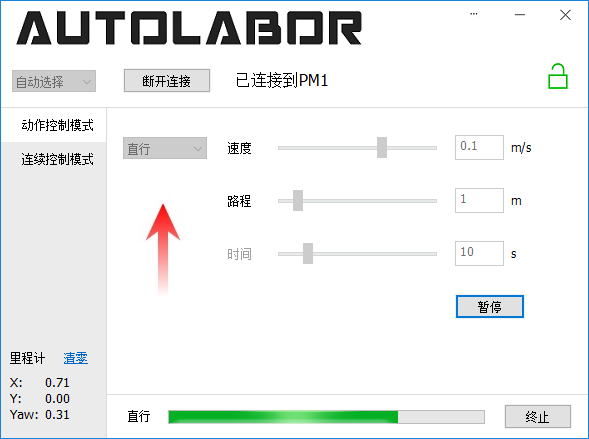 AUTOLABOR
自动选择 断开连接 已连接到PM1
动作控制模式
连续控制模式
直行 速度 0.1 m/s
路程 1 m
时间 10 s
暂停
里程计 清零
X: 0.71
Y: 0.00
Yaw: 0.31
直行 终止